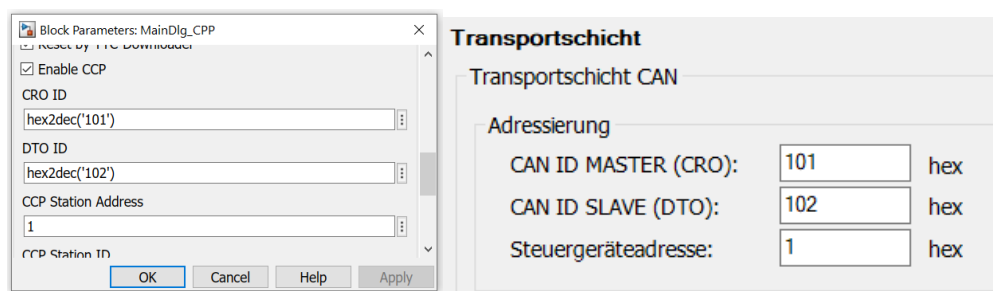 Block Parameters: MainDlg_CPP
Reset by TTC Downloader
Enable CCP
CRO ID
hex2dec('101')
DTO ID
hex2dec('102')
CCP Station Address
1
CCP Station ID
OK Cancel Help Apply
Transportschicht
Transportschicht CAN
Adressierung
CAN ID MASTER (CRO): 101 hex
CAN ID SLAVE (DTO): 102 hex
Steuergeräteadresse: 1 hex